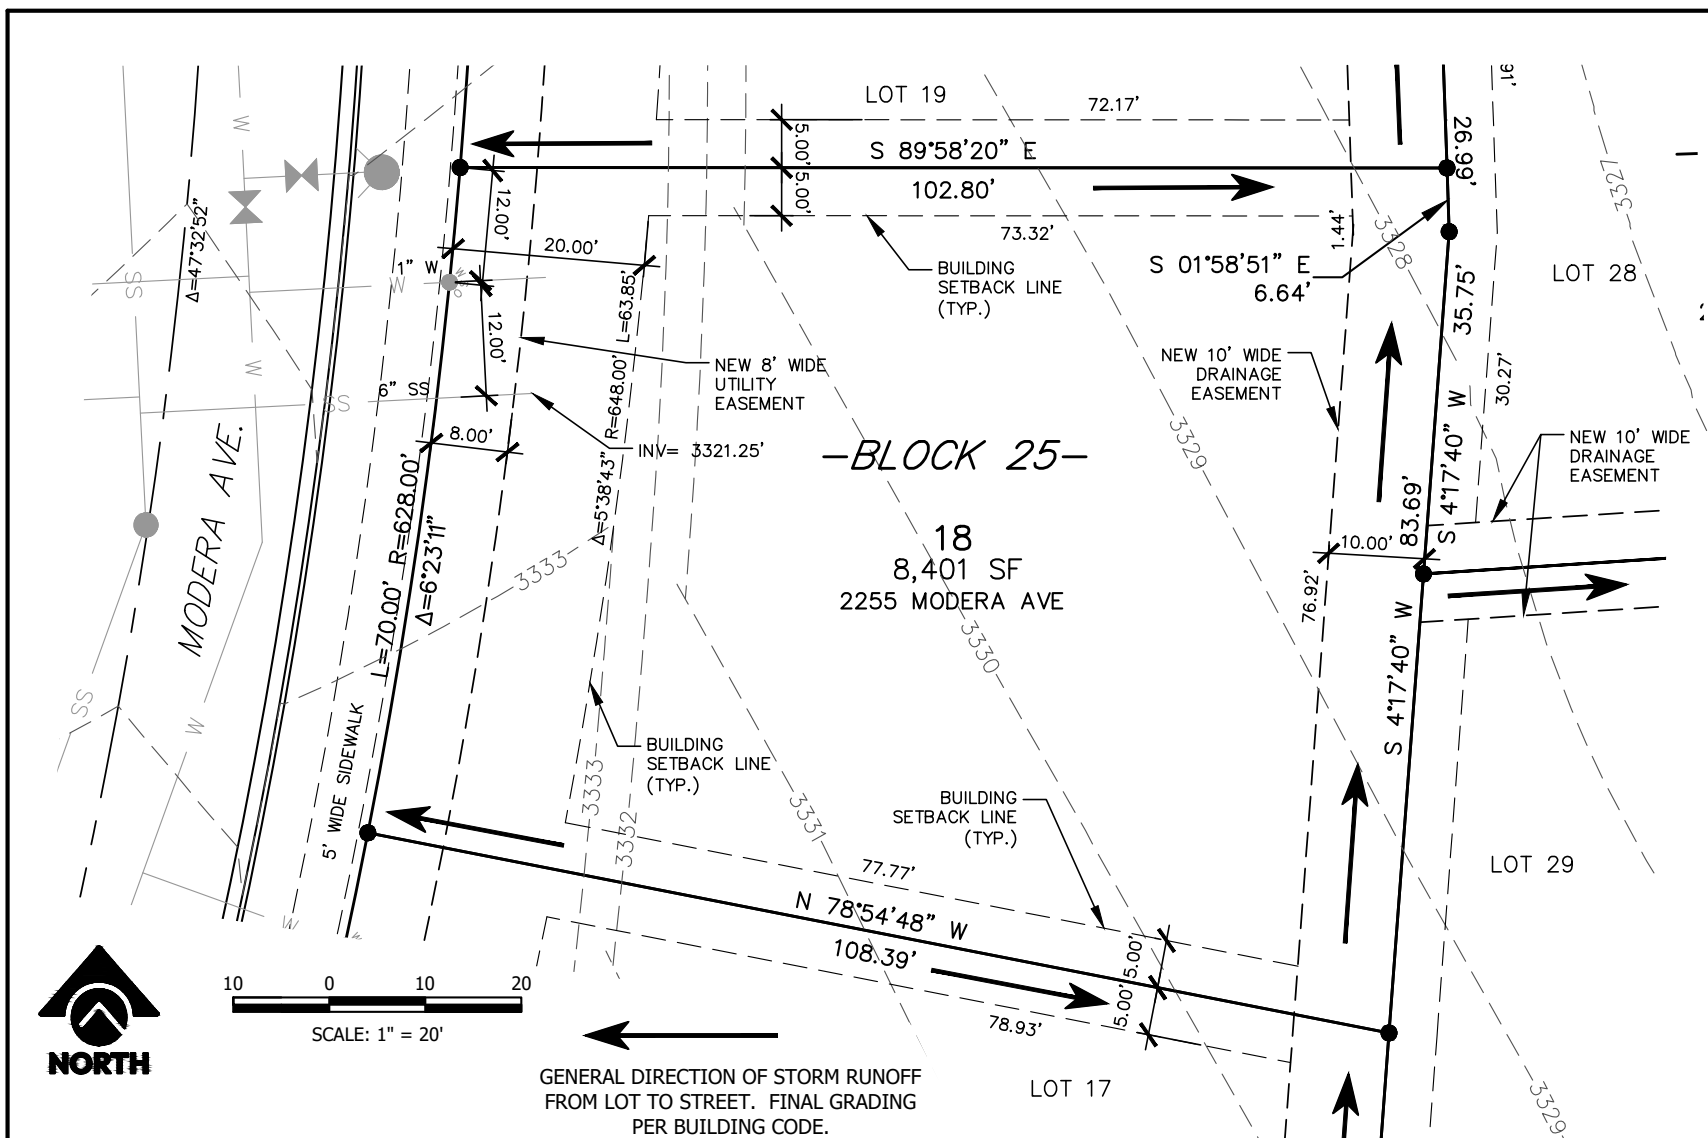 LOT 19
72.17'
5.00'
5.00'
S 89°58'20" E
102.80'
73.32'
1.44'
26.99'
91'
3327
3328
S 01°58'51" E
6.64'
LOT 28
35.75'
30.27'
W
Δ=47°32'52"
SS
W
W
12.00'
12.00'
20.00'
1" W
W
L=63.85'
R=648.00'
Δ=5°38'43"
BUILDING
SETBACK LINE
(TYP.)
NEW 8' WIDE
UTILITY
EASEMENT
NEW 10' WIDE
DRAINAGE
EASEMENT
6" SS
SS
8.00'
INV= 3321.25'
-BLOCK 25-
3329
NEW 10' WIDE
DRAINAGE
EASEMENT
S 4°17'40" W
83.69'
10.00'
76.92'
MODERA AVE.
L=70.00' R=628.00'
Δ=6°23'11"
3333
18
8,401 SF
2255 MODERA AVE
3330
S 4°17'40" W
SS
W
5' WIDE SIDEWALK
BUILDING
SETBACK LINE
(TYP.)
3333
3332
3331
BUILDING
SETBACK LINE
(TYP.)
LOT 29
77.77'
N 78°54'48" W
108.39'
5.00'
5.00'
78.93'
W
NORTH
10 0 10 20
SCALE: 1" = 20'
GENERAL DIRECTION OF STORM RUNOFF
FROM LOT TO STREET. FINAL GRADING
PER BUILDING CODE.
LOT 17
3329